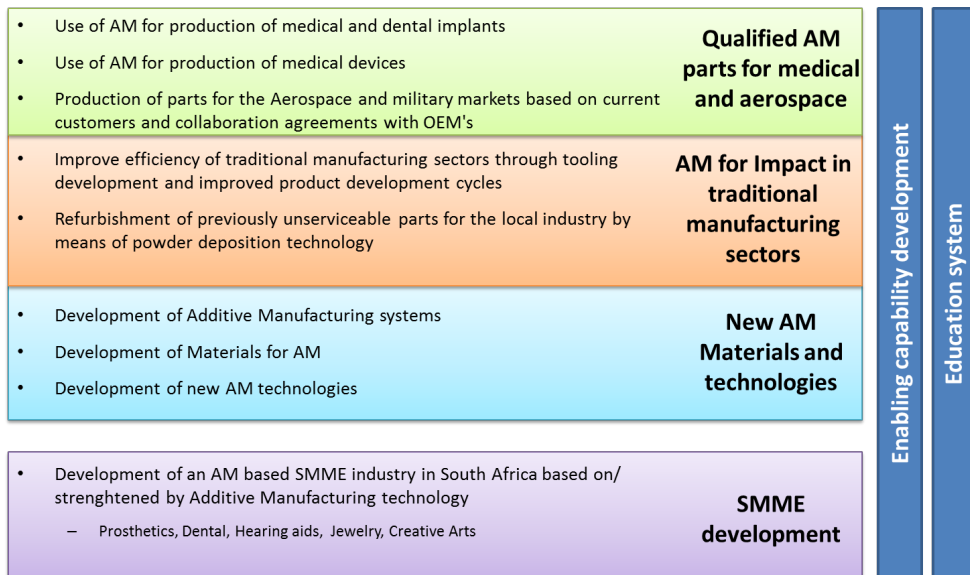 • Use of AM for production of medical and dental implants
• Use of AM for production of medical devices
• Production of parts for the Aerospace and military markets based on current
customers and collaboration agreements with OEM's
Qualified AM
parts for medical
and aerospace
• Improve efficiency of traditional manufacturing sectors through tooling
development and improved product development cycles
• Refurbishment of previously unserviceable parts for the local industry by
means of powder deposition technology
AM for Impact in
traditional
manufacturing
sectors
• Development of Additive Manufacturing systems
• Development of Materials for AM
• Development of new AM technologies
New AM
Materials and
technologies
• Development of an AM based SMME industry in South Africa based on/
strenghtened by Additive Manufacturing technology
– Prosthetics, Dental, Hearing aids, Jewelry, Creative Arts
SMME
development
Enabling capability development
Education system